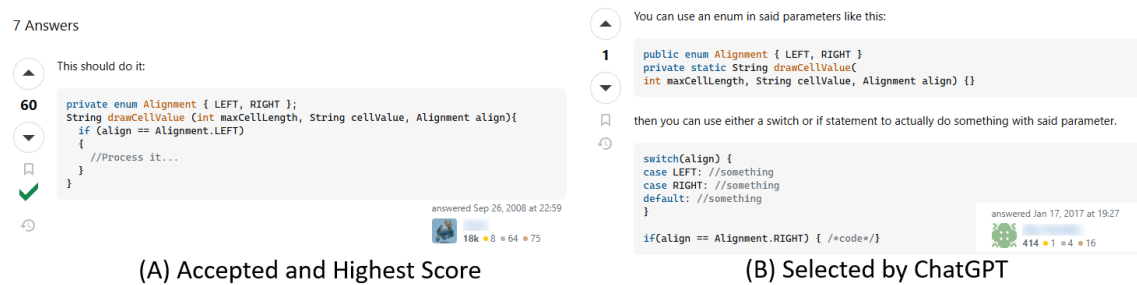 7 Answers
This should do it:
60
private enum Alignment { LEFT, RIGHT };
String drawCellValue (int maxCellLength, String cellValue, Alignment align){
if (align == Alignment.LEFT)
{
//Process it...
}
}
answered Sep 26, 2008 at 22:59
18k 8 64 75
(A) Accepted and Highest Score
You can use an enum in said parameters like this:
1
public enum Alignment { LEFT, RIGHT }
private static String drawCellValue(
int maxCellLength, String cellValue, Alignment align) {}
then you can use either a switch or if statement to actually do something with said parameter.
switch(align) {
case LEFT: //something
case RIGHT: //something
default: //something
}
if(align == Alignment.RIGHT) { /*code*/}
answered Jan 17, 2017 at 19:27
414 1 4 16
(B) Selected by ChatGPT